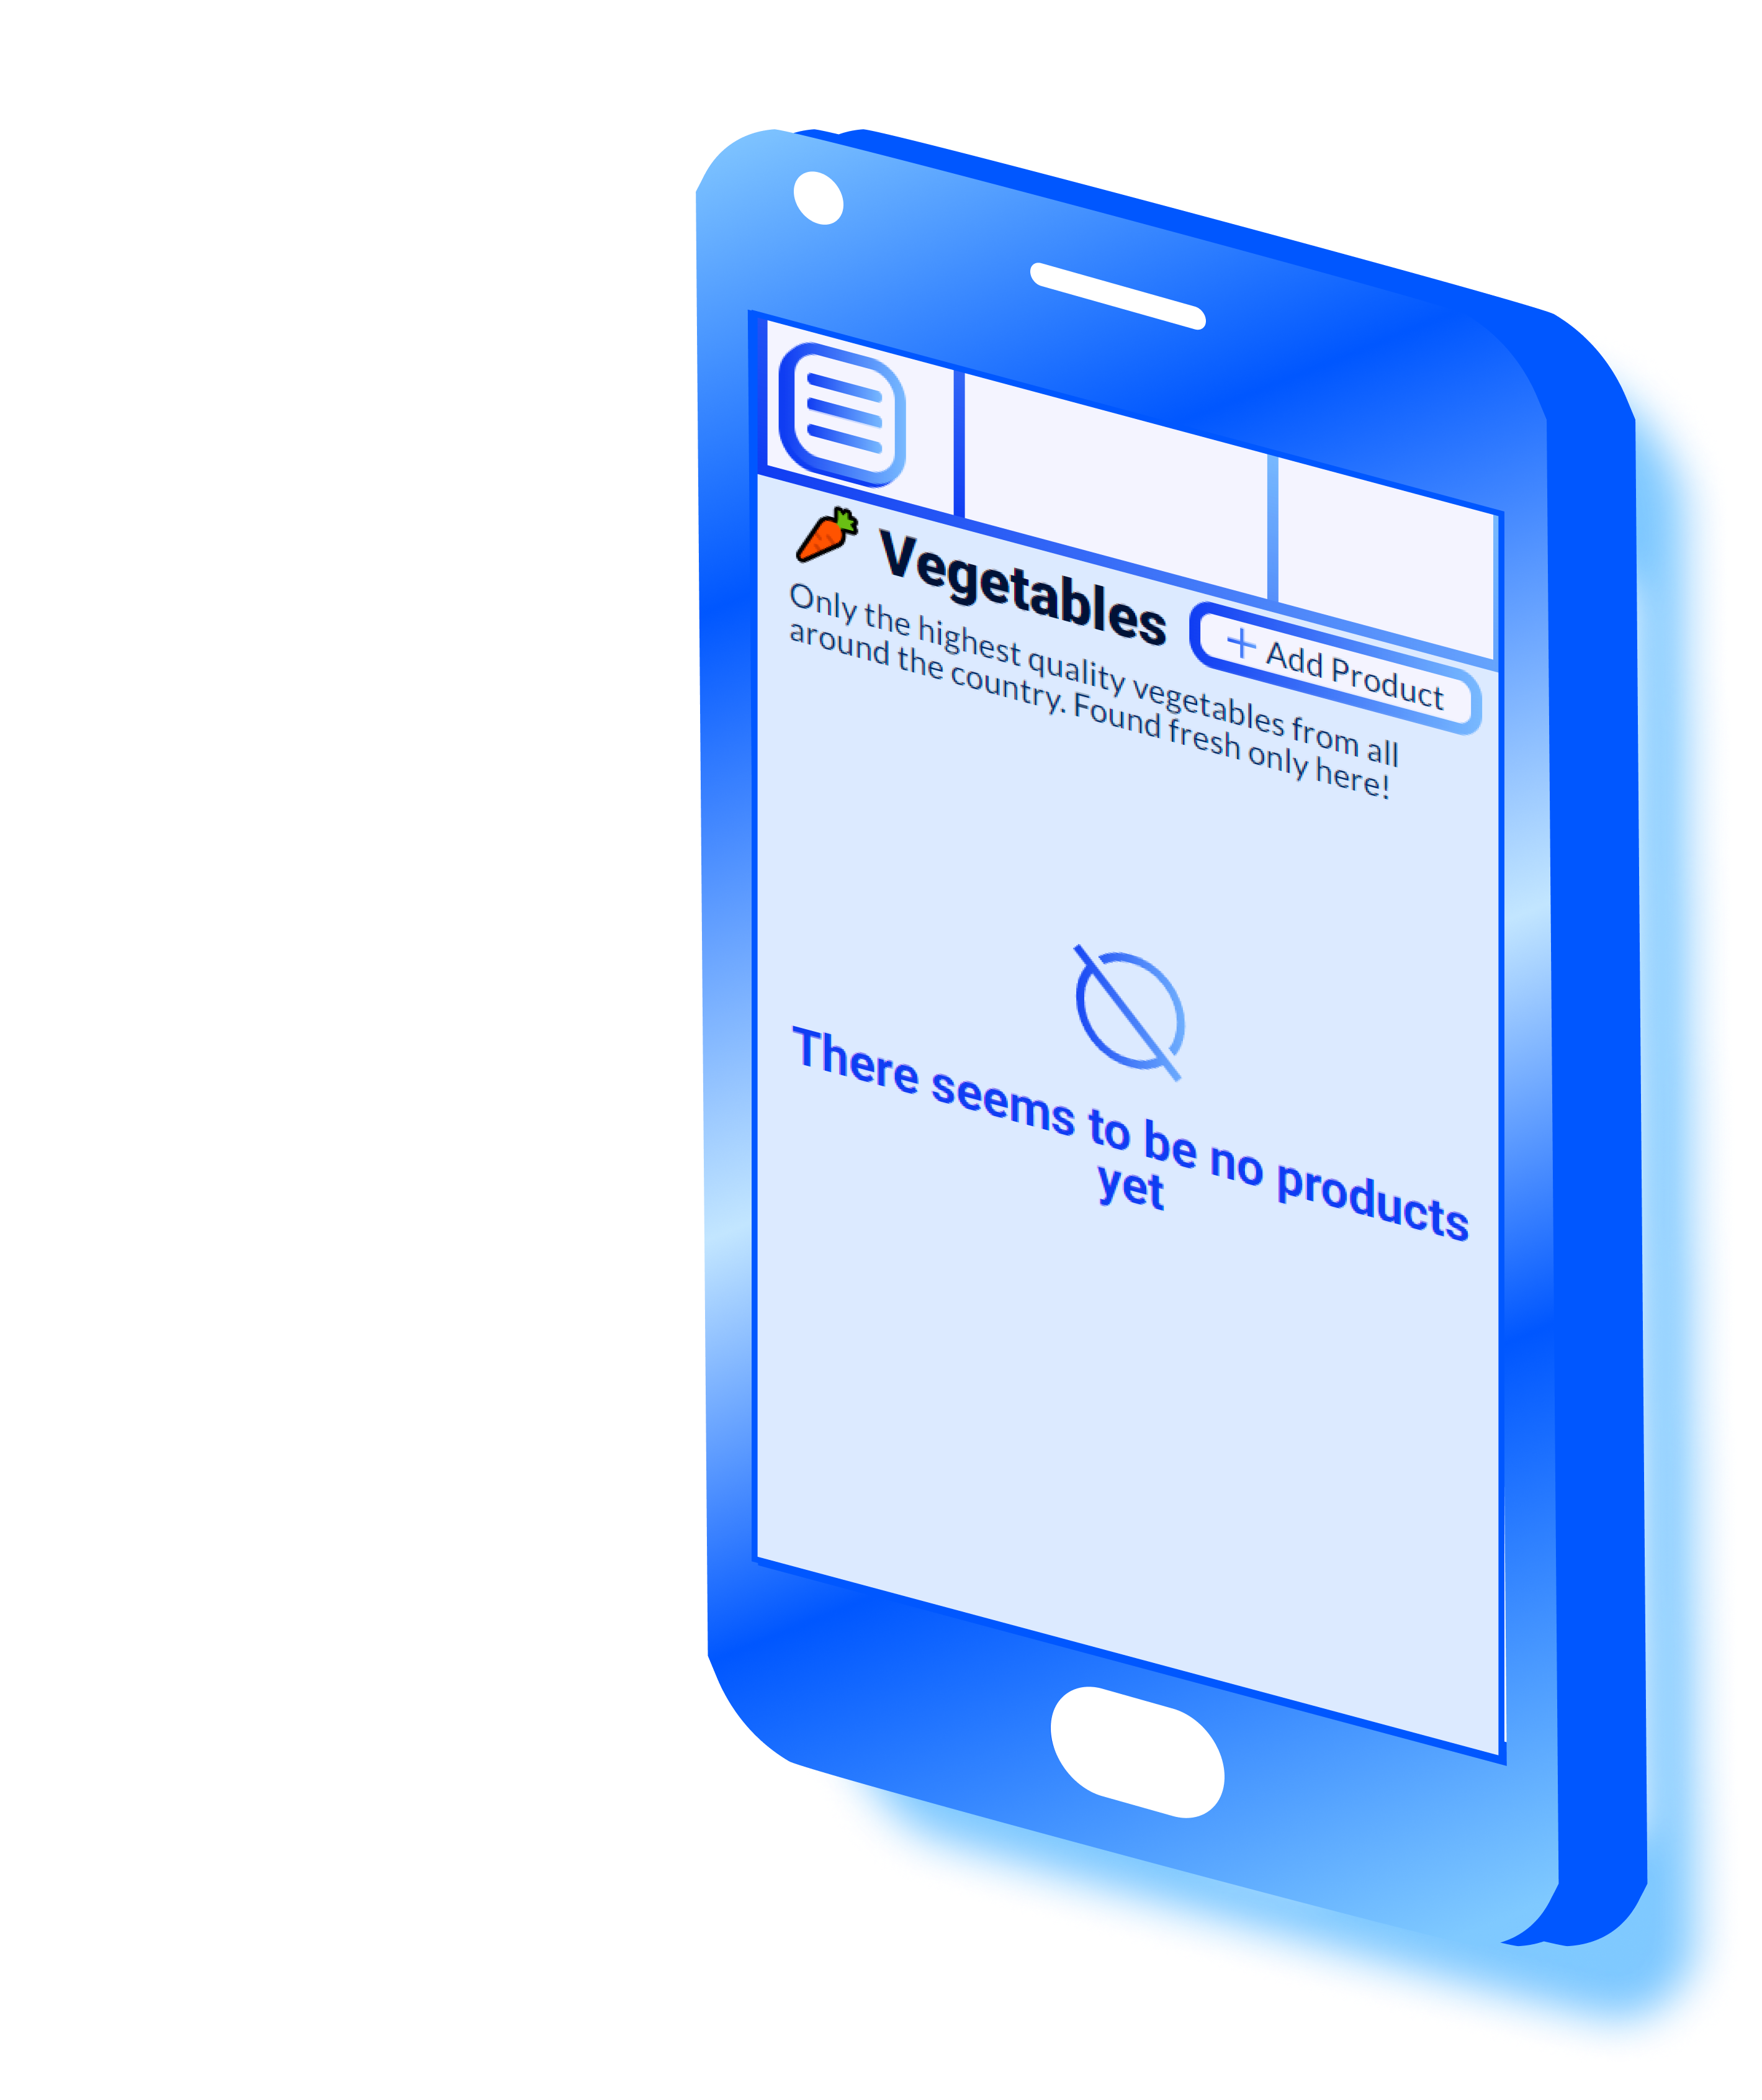 Vegetables
+ Add Product
Only the highest quality vegetables from all
around the country. Found fresh only here!
There seems to be no products
yet